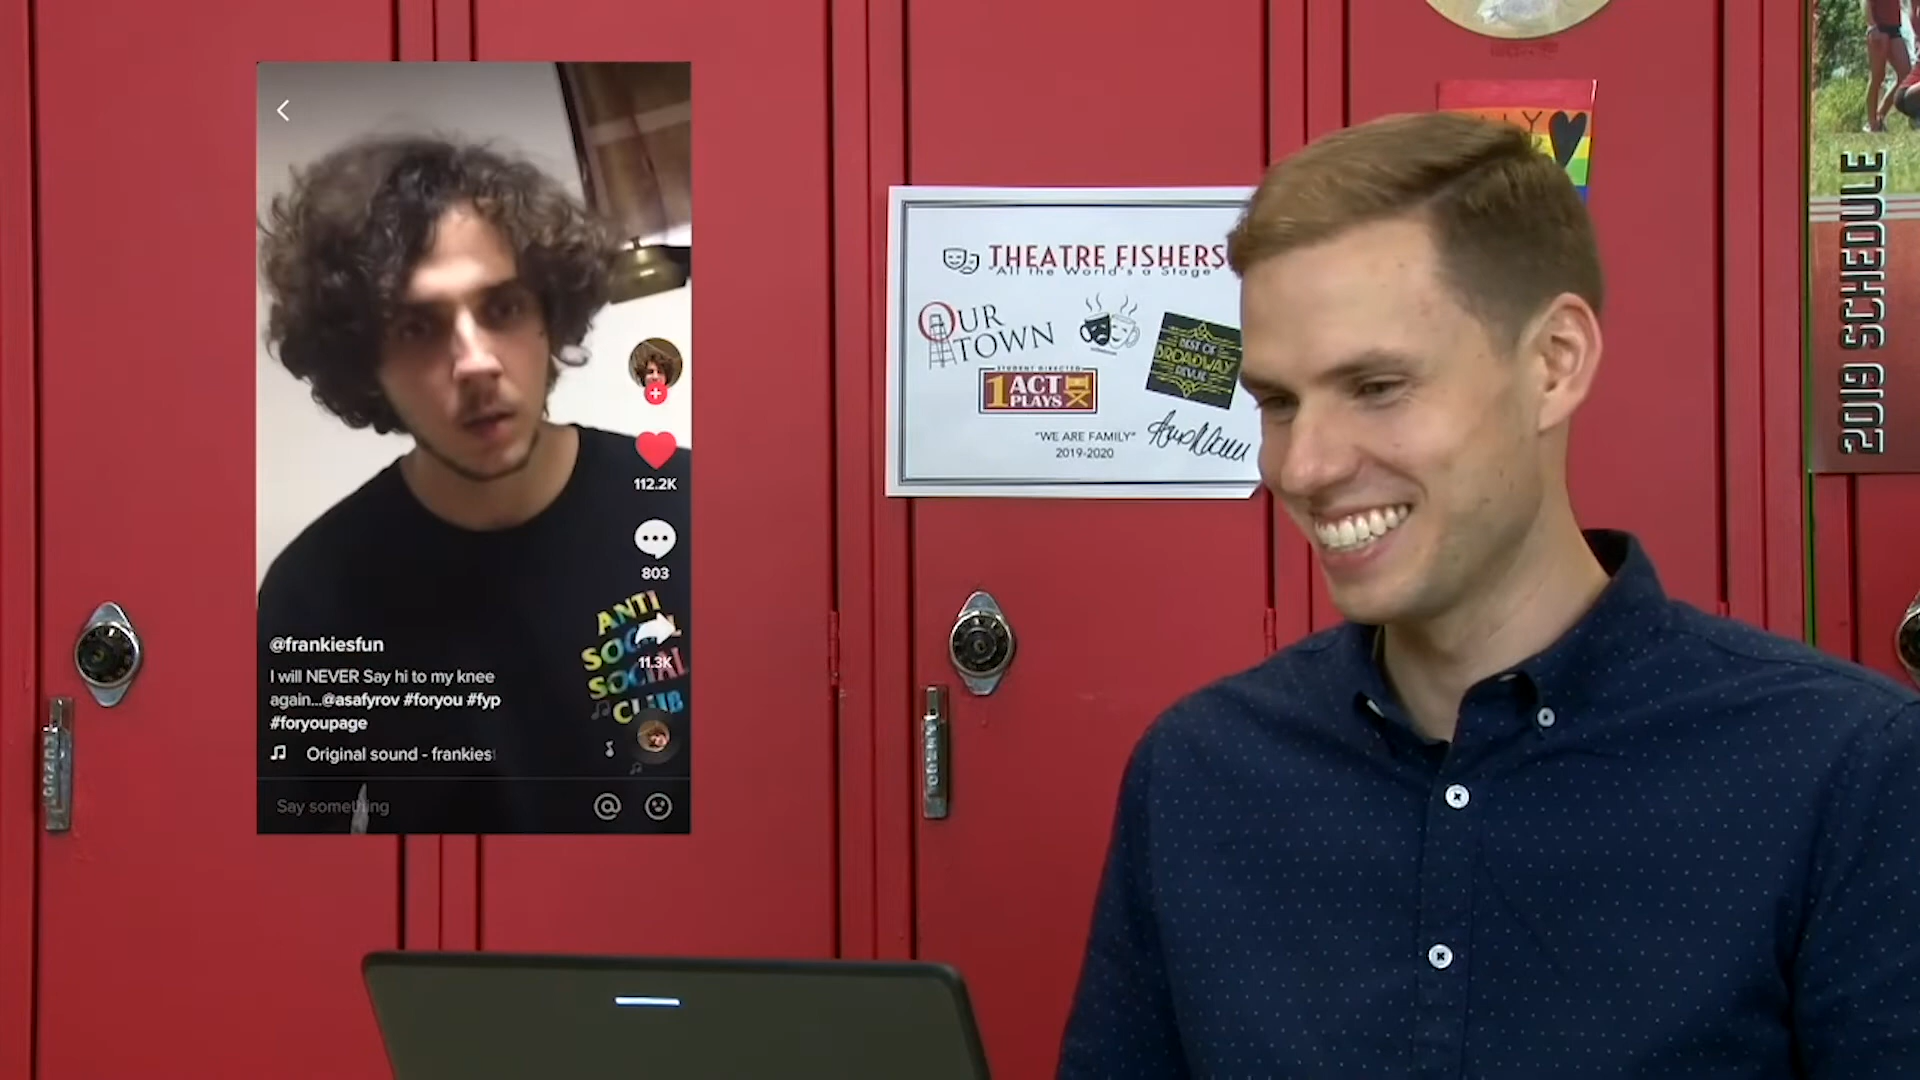 112.2K
803
ANTI
SOCIAL
SOCIAL
CLUB
11.3K
@frankiesfun
I will NEVER Say hi to my knee
again...@asafyrov #foryou #fyp
#foryoupage
Original sound - frankies
Say something
THEATRE FISHERS
"All the World's a Stage"
OUR
TOWN
BEST OF
BROADWAY
REVUE
STUDENT DIRECTED
1 ACT
PLAYS
"WE ARE FAMILY"
2019-2020
2019 SCHEDULE